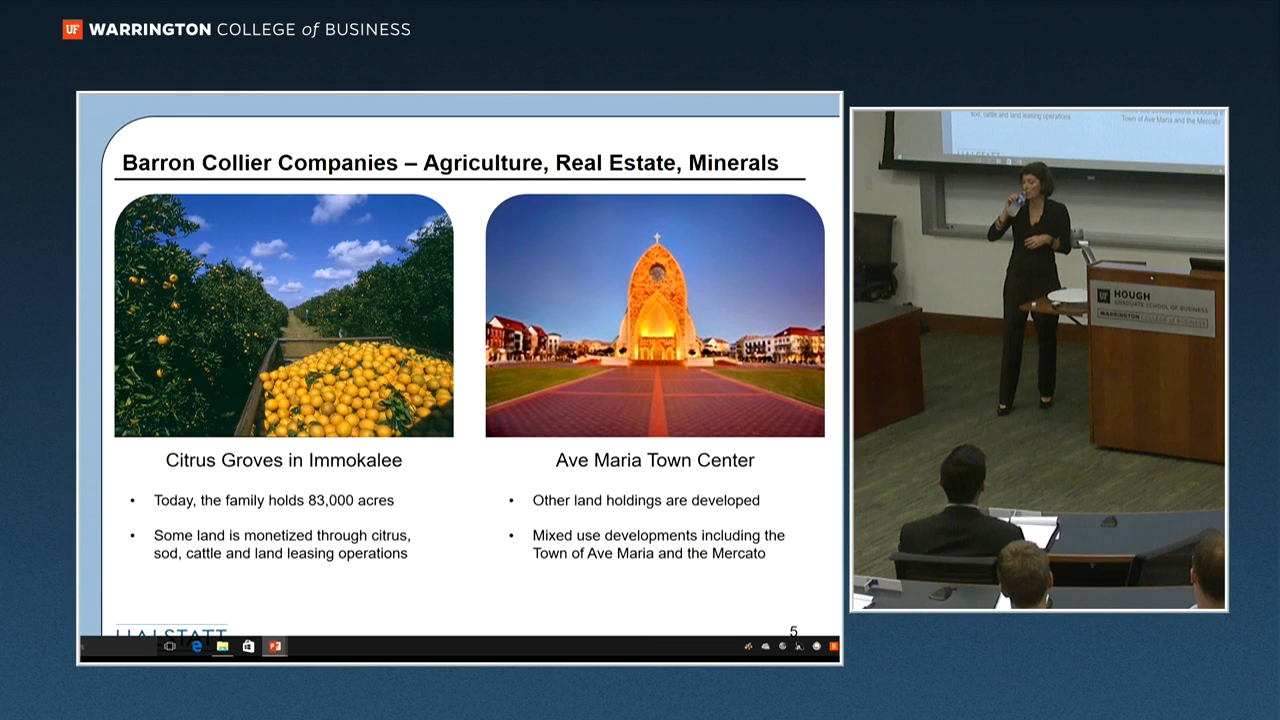 UF WARRINGTON COLLEGE of BUSINESS
Barron Collier Companies – Agriculture, Real Estate, Minerals
Citrus Groves in Immokalee
Ave Maria Town Center
• Today, the family holds 83,000 acres
• Some land is monetized through citrus,
sod, cattle and land leasing operations
• Other land holdings are developed
• Mixed use developments including the
Town of Ave Maria and the Mercato
HALSTATT
5
sod, cattle and land leasing operations
Town of Ave Maria and the Mercato
UF HOUGH
GRADUATE SCHOOL OF BUSINESS
WARRINGTON COLLEGE of BUSINESS